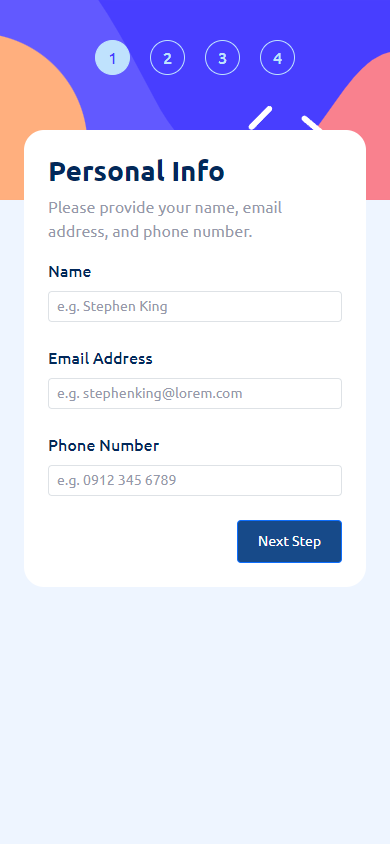 1 2 3 4
Personal Info
Please provide your name, email
address, and phone number.
Name
e.g. Stephen King
Email Address
e.g. stephenking@lorem.com
Phone Number
e.g. 0912 345 6789
Next Step